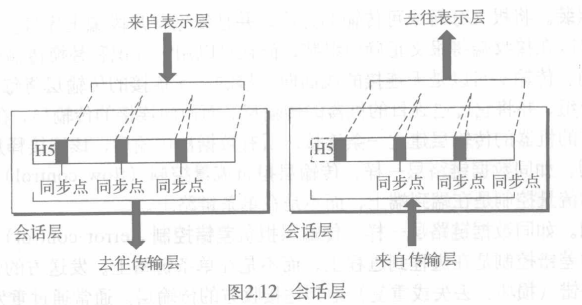 来自表示层
H5
同步点 同步点 同步点
会话层
去往传输层
去往表示层
H5
同步点 同步点 同步点
会话层
来自传输层
图2.12 会话层